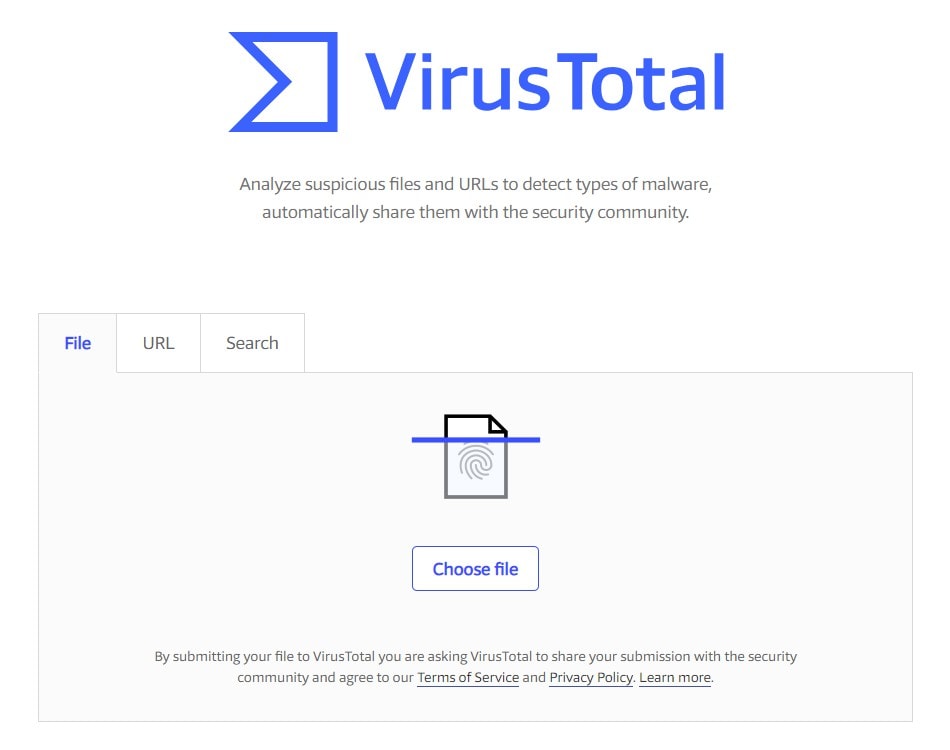 VirusTotal
Analyze suspicious files and URLs to detect types of malware,
automatically share them with the security community.
File
URL
Search
Choose file
By submitting your file to VirusTotal you are asking VirusTotal to share your submission with the security
community and agree to our Terms of Service and Privacy Policy. Learn more.